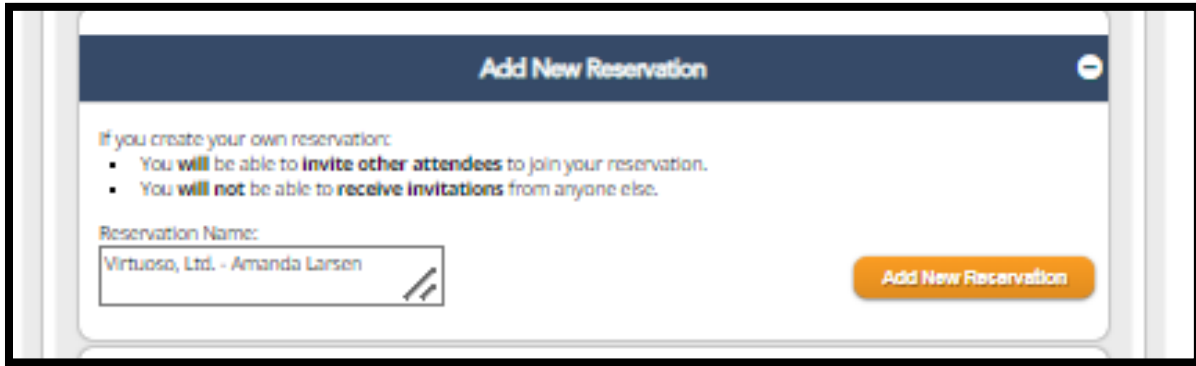 Add New Reservation
If you create your own reservation:
▪ You will be able to invite other attendees to join your reservation.
▪ You will not be able to receive invitations from anyone else.
Reservation Name:
Virtuoso, Ltd. - Amanda Larsen
Add New Reservation